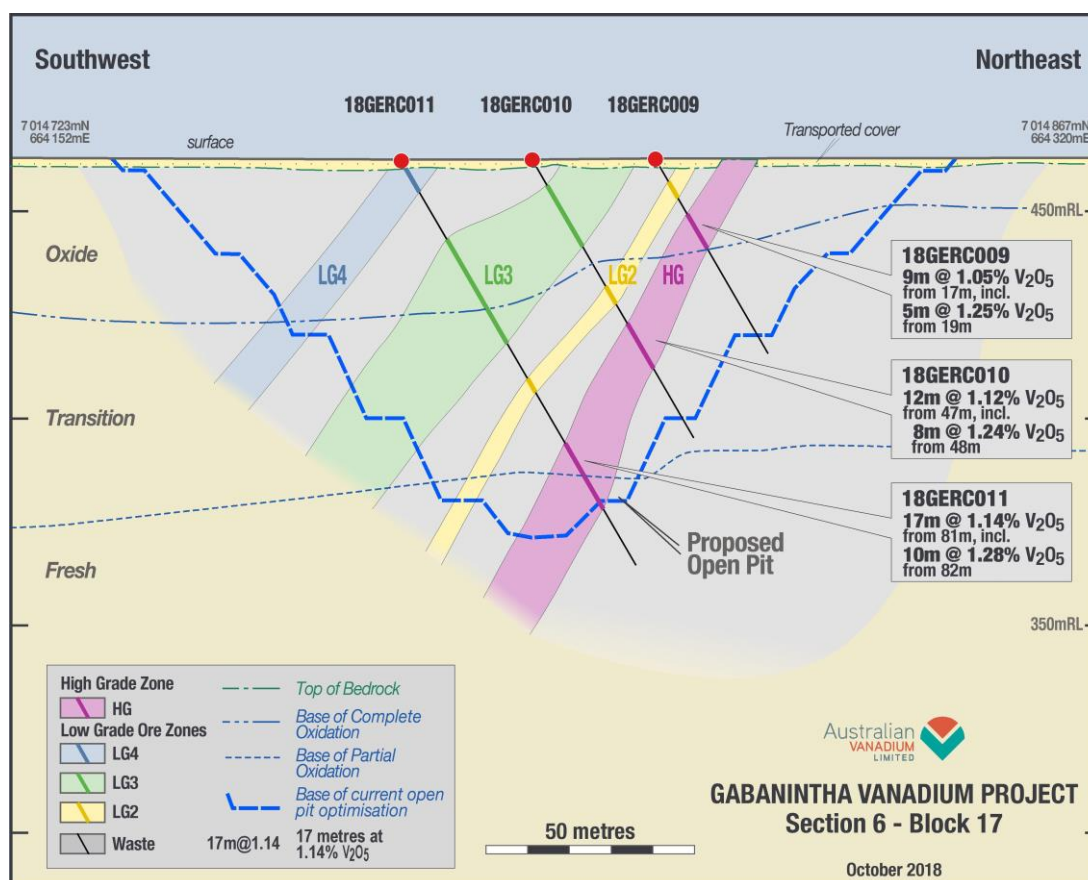 Southwest
Northeast
18GERC011
18GERC010
18GERC009
7 014 723mN
664 152mE
surface
Transported cover
7 014 867mN
664 320mE
450mRL
Oxide
LG4
LG3
LG2
HG
18GERC009
9m @ 1.05% V₂O₅
from 17m, incl.
5m @ 1.25% V₂O₅
from 19m
18GERC010
12m @ 1.12% V₂O₅
from 47m, incl.
8m @ 1.24% V₂O₅
from 48m
Transition
18GERC011
17m @ 1.14% V₂O₅
from 81m, incl.
10m @ 1.28% V₂O₅
from 82m
Proposed
Open Pit
Fresh
350mRL
High Grade Zone
HG
Low Grade Ore Zones
LG4
LG3
LG2
Waste
Top of Bedrock
Base of Complete
Oxidation
Base of Partial
Oxidation
Base of current open
pit optimisation
17m@1.14
17 metres at
1.14% V₂O₅
50 metres
Australian
VANADIUM
LIMITED
GABANINTHA VANADIUM PROJECT
Section 6 - Block 17
October 2018